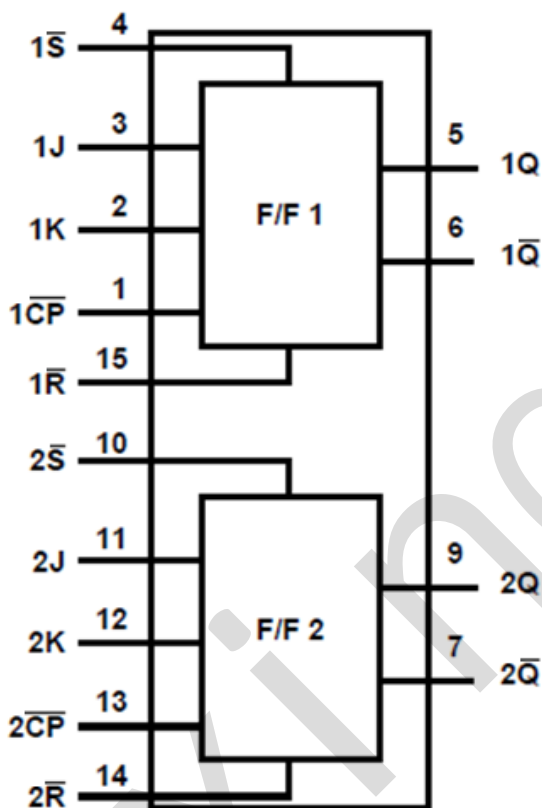 1S̅ 4
1J 3
5 1Q
1K 2
F/F 1
6 1Q̅
1C̅P̅ 1
1R̅ 15
2S̅ 10
2J 11
9 2Q
2K 12
F/F 2
7 2Q̅
2C̅P̅ 13
2R̅ 14